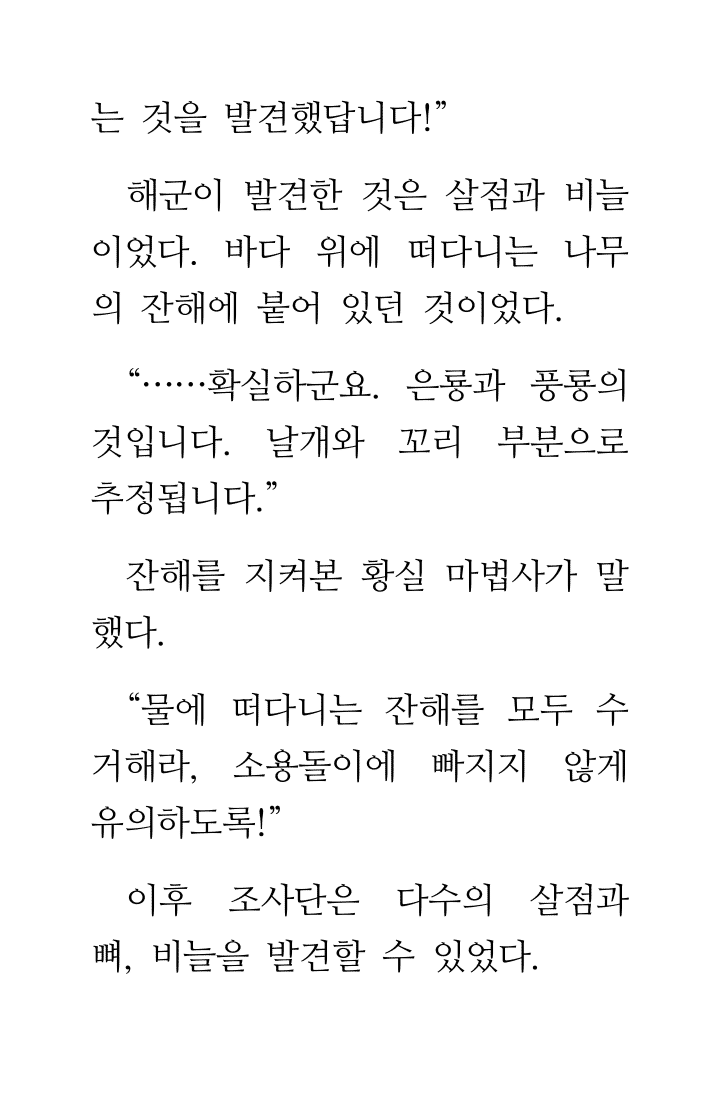 는 것을 발견했답니다!”
해군이 발견한 것은 살점과 비늘
이었다. 바다 위에 떠다니는 나무
의 잔해에 붙어 있던 것이었다.
“……확실하군요. 은룡과 풍룡의
것입니다. 날개와 꼬리 부분으로
추정됩니다.”
잔해를 지켜본 황실 마법사가 말
했다.
“물에 떠다니는 잔해를 모두 수
거해라, 소용돌이에 빠지지 않게
유의하도록!”
이후 조사단은 다수의 살점과
뼈, 비늘을 발견할 수 있었다.